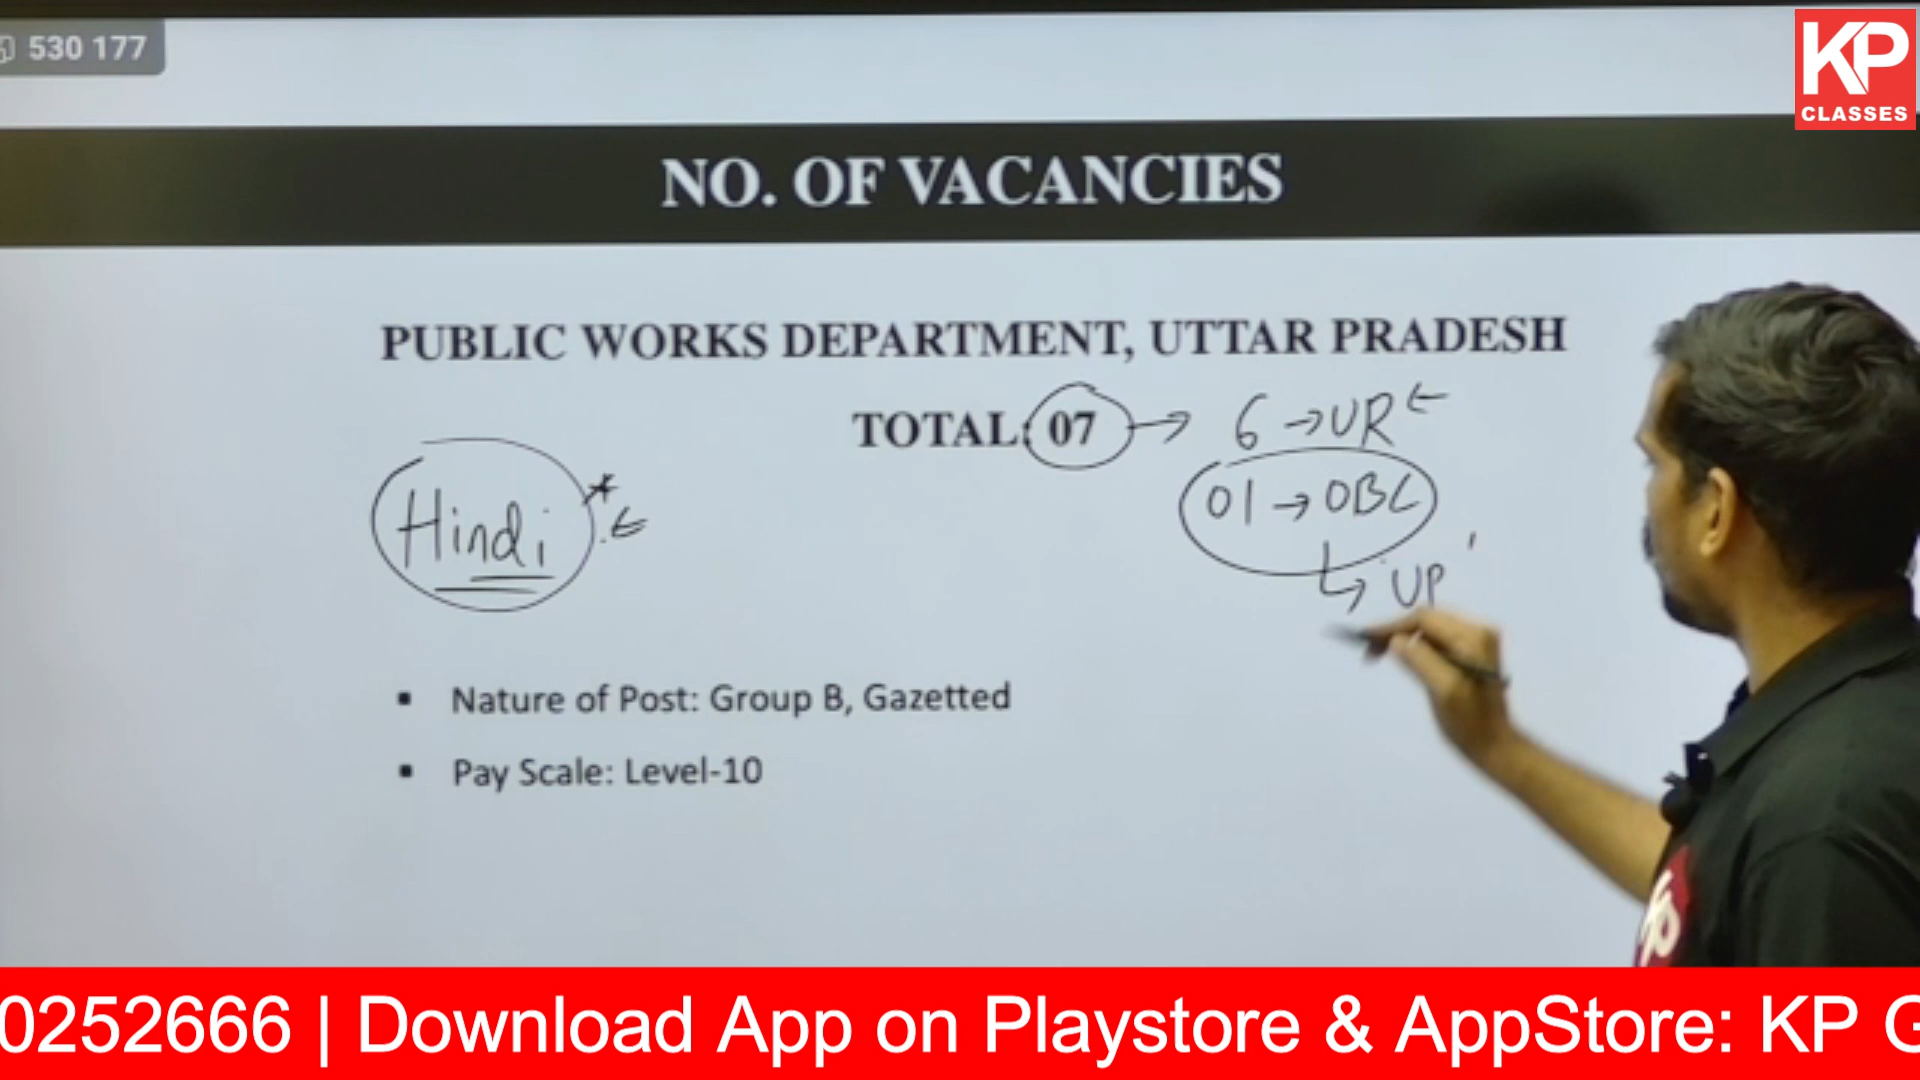 530 177
KP
CLASSES
NO. OF VACANCIES
PUBLIC WORKS DEPARTMENT, UTTAR PRADESH
TOTAL: 07 → 6 → UR ←
01 → OBC
↳ UP
Hindi * ←
▪ Nature of Post: Group B, Gazetted
▪ Pay Scale: Level-10
KP
0252666 | Download App on Playstore & AppStore: KP G